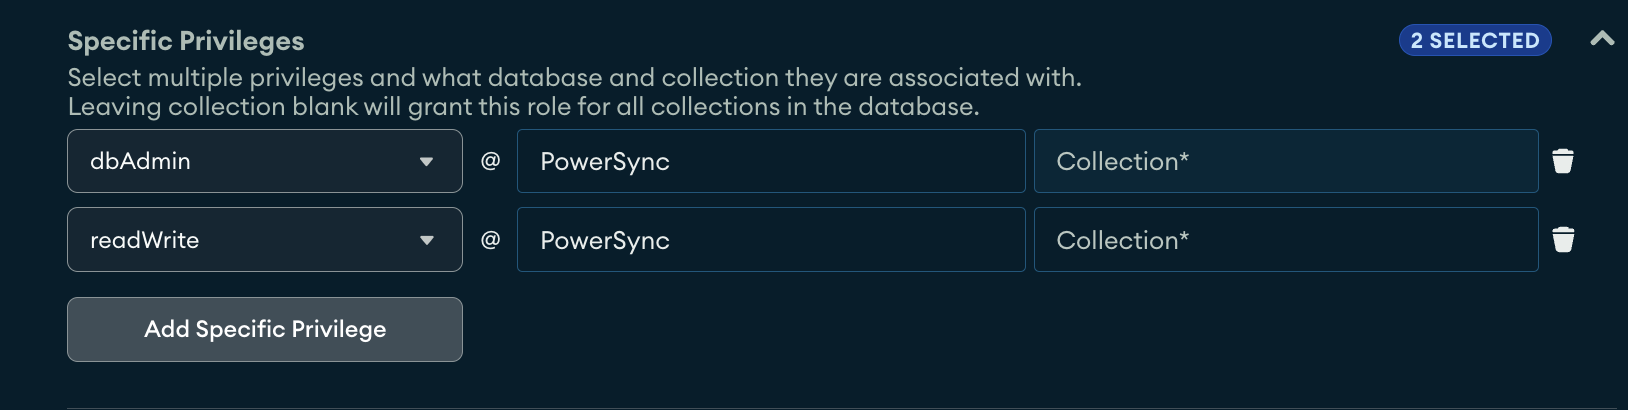 Specific Privileges
2 SELECTED
Select multiple privileges and what database and collection they are associated with.
Leaving collection blank will grant this role for all collections in the database.
dbAdmin @ PowerSync Collection*
readWrite @ PowerSync Collection*
Add Specific Privilege